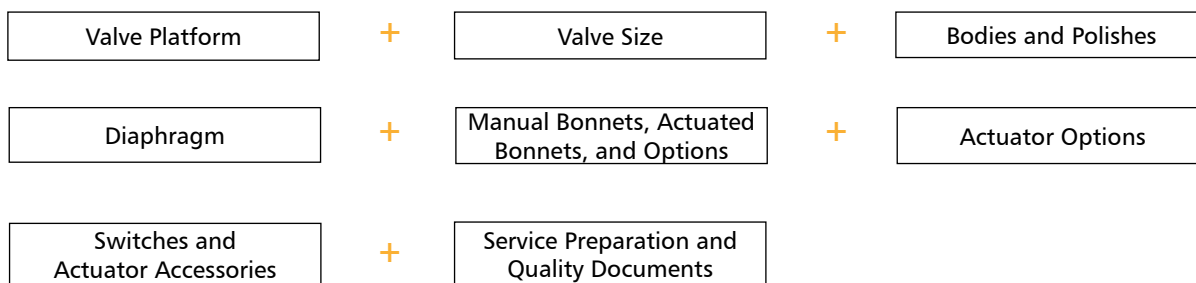 Valve Platform + Valve Size + Bodies and Polishes
Diaphragm + Manual Bonnets, Actuated
Bonnets, and Options + Actuator Options
Switches and
Actuator Accessories + Service Preparation and
Quality Documents